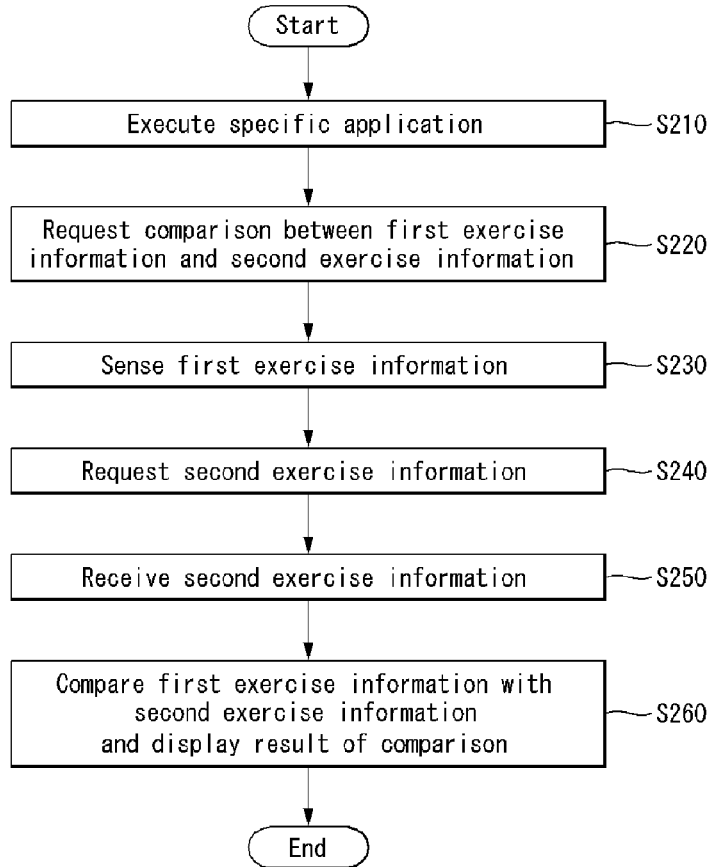 Start
Execute specific application
S210
Request comparison between first exercise
information and second exercise information
S220
Sense first exercise information
S230
Request second exercise information
S240
Receive second exercise information
S250
Compare first exercise information with
second exercise information
and display result of comparison
S260
End